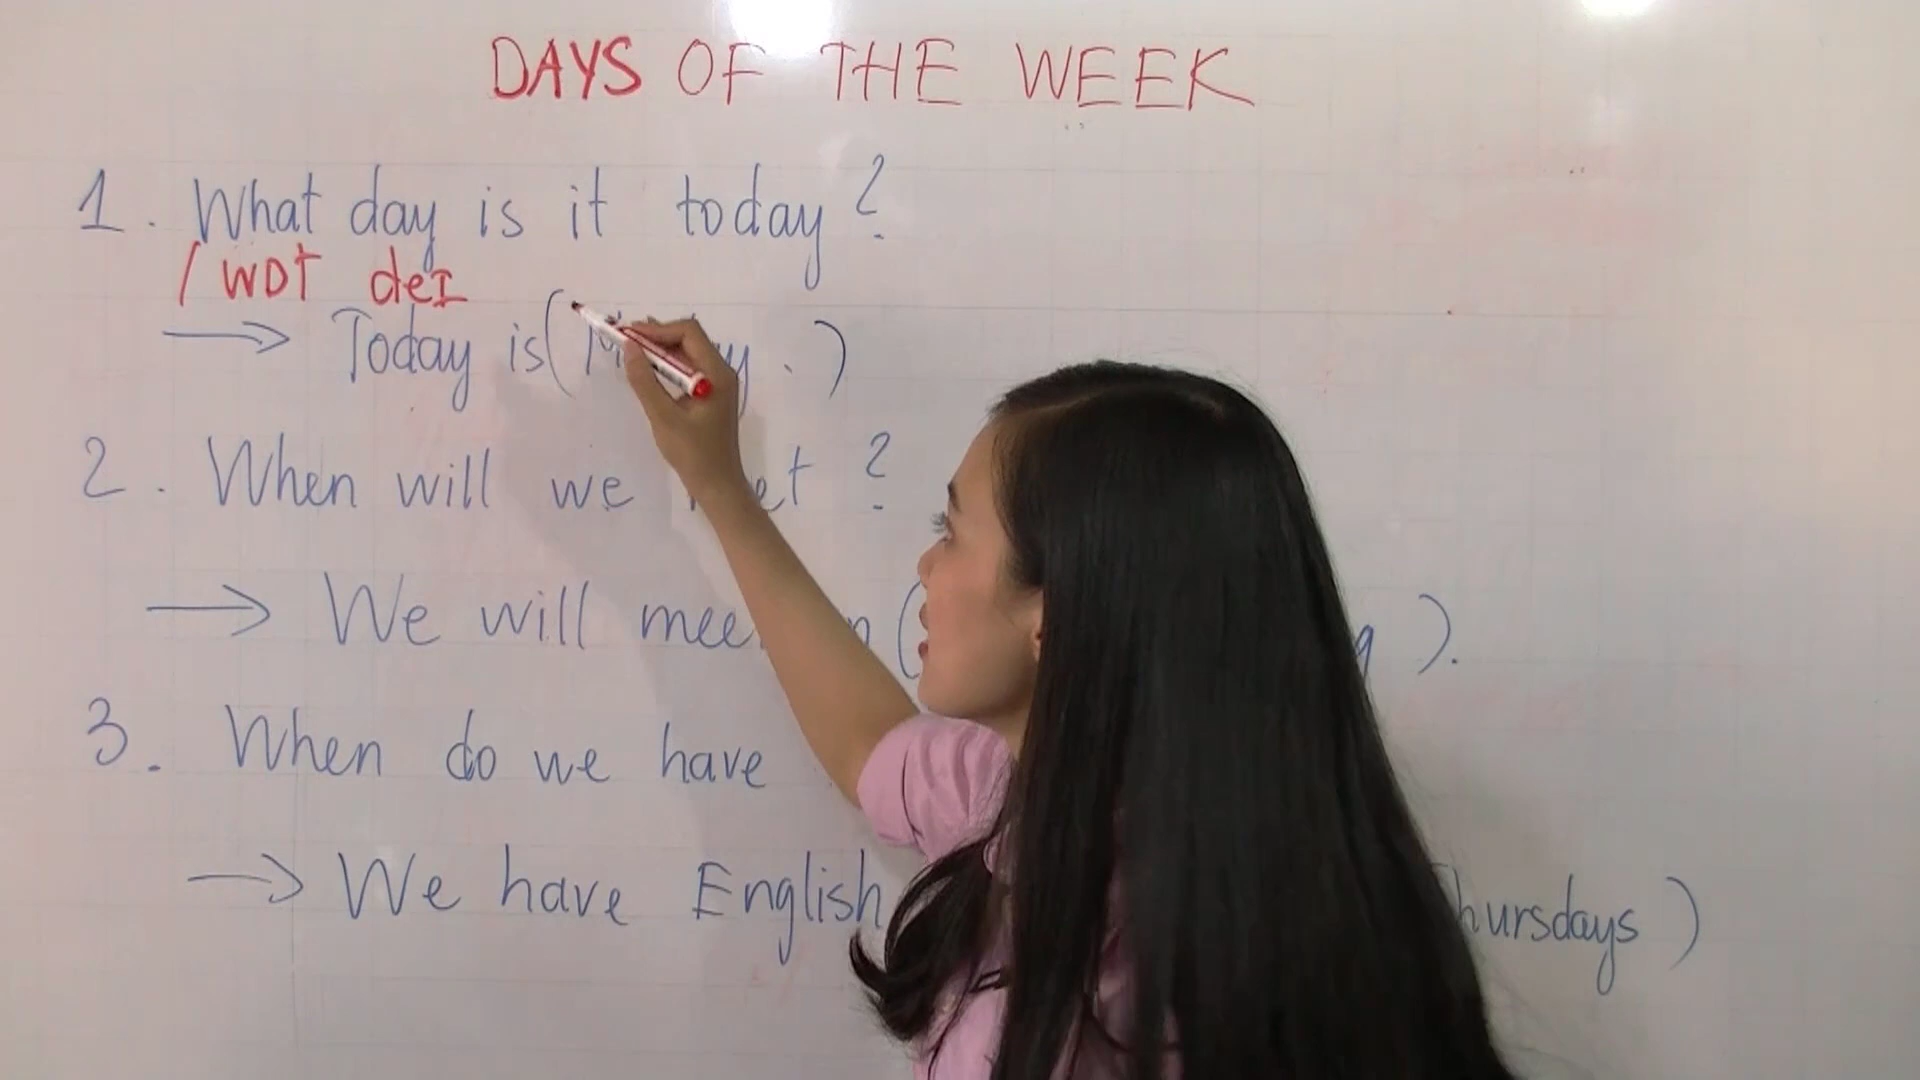 DAYS OF THE WEEK
1. What day is it today?
/ wɒt deɪ
→ Today is ( .)
2. When will we ?
→ We will ( ).
3. When do we have
→ We have English )